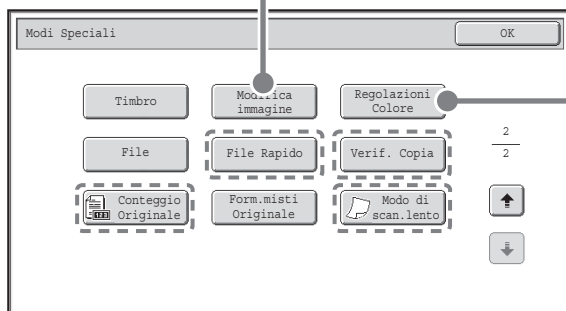 Modi Speciali
OK
Timbro
Modifica
immagine
Regolazioni
Colore
File
File Rapido
Verif. Copia
2
2
Conteggio
Originale
123
Form.misti
Originale
Modo di
scan.lento